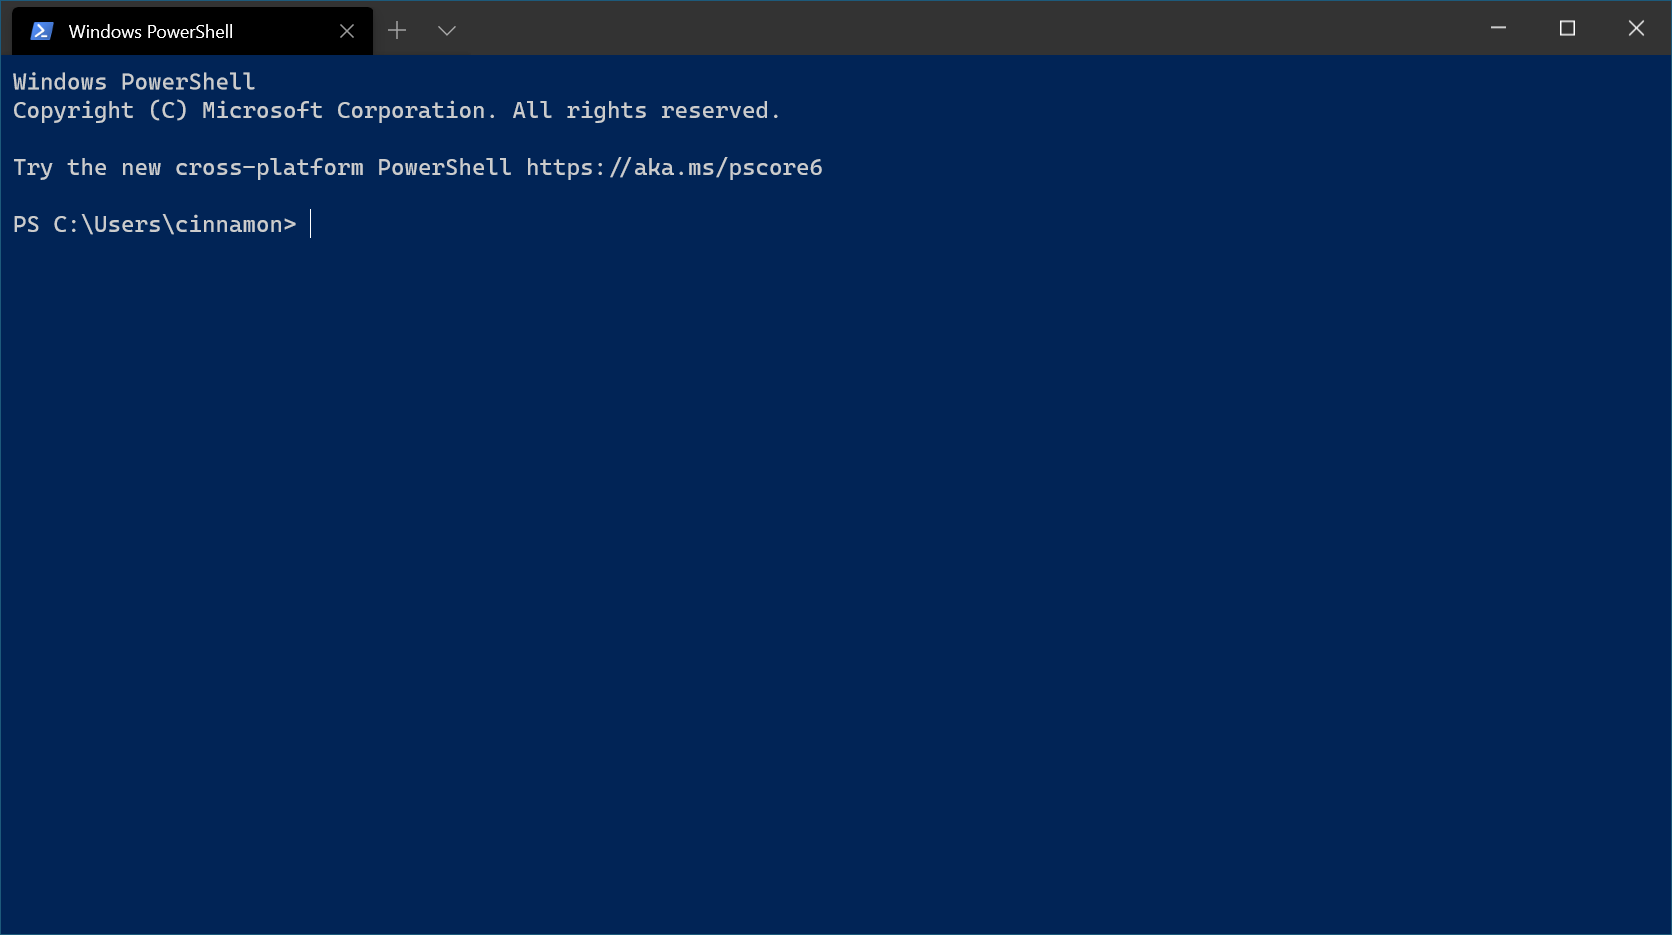 Windows PowerShell
Windows PowerShell
Copyright (C) Microsoft Corporation. All rights reserved.
Try the new cross-platform PowerShell https://aka.ms/pscore6
PS C:\Users\cinnamon>